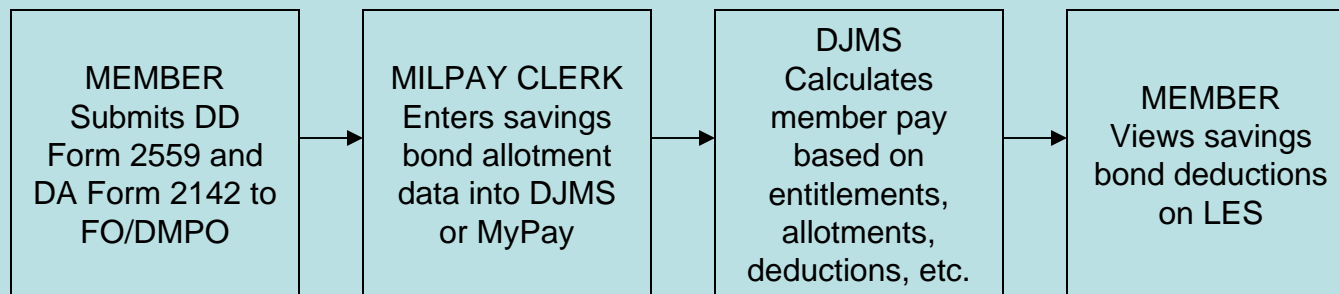 MEMBER
Submits DD
Form 2559 and
DA Form 2142 to
FO/DMPO
MILPAY CLERK
Enters savings
bond allotment
data into DJMS
or MyPay
DJMS
Calculates
member pay
based on
entitlements,
allotments,
deductions, etc.
MEMBER
Views savings
bond deductions
on LES